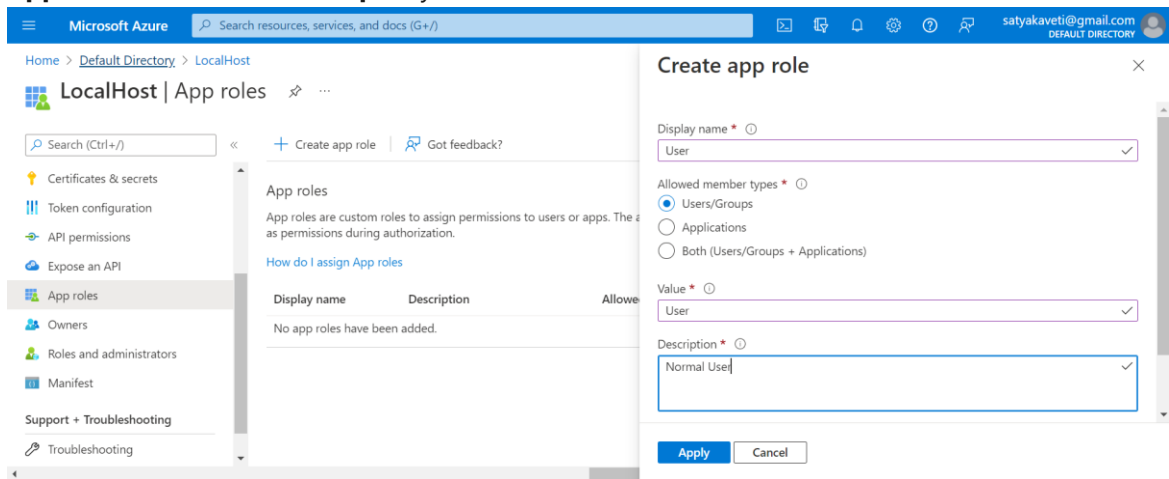 Microsoft Azure
Search resources, services, and docs (G+/)
satyakaveti@gmail.com
DEFAULT DIRECTORY
Home > Default Directory > LocalHost
LocalHost | App roles
Search (Ctrl+/)
Certificates & secrets
Token configuration
API permissions
Expose an API
App roles
Owners
Roles and administrators
Manifest
Support + Troubleshooting
Troubleshooting
+ Create app role
Got feedback?
App roles
App roles are custom roles to assign permissions to users or apps. The
as permissions during authorization.
How do I assign App roles
Display name Description
No app roles have been added.
Create app role
Display name *
User
Allowed member types *
Users/Groups
Applications
Both (Users/Groups + Applications)
Value *
User
Description *
Normal User
Apply Cancel